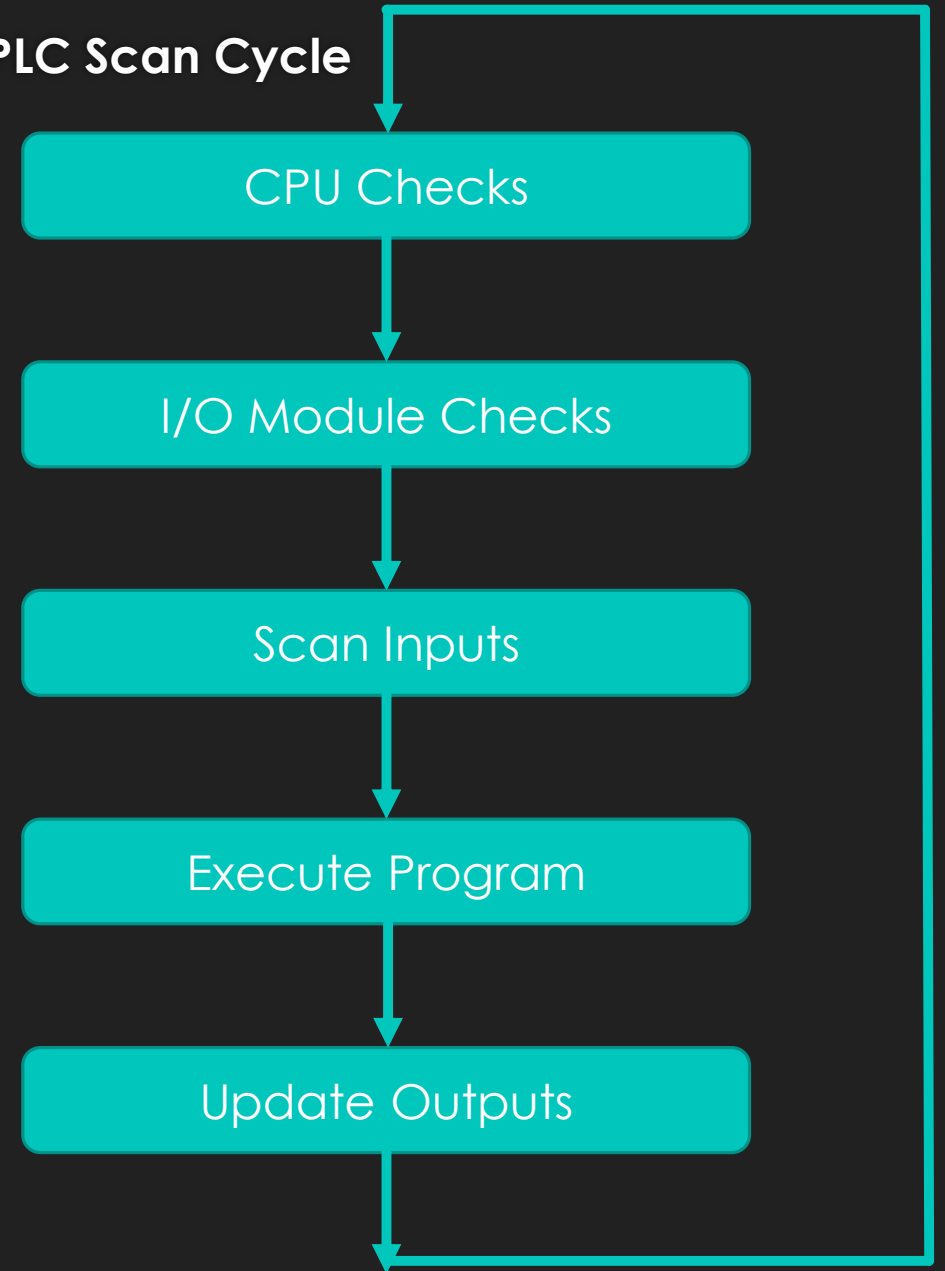 PLC Scan Cycle
CPU Checks
I/O Module Checks
Scan Inputs
Execute Program
Update Outputs